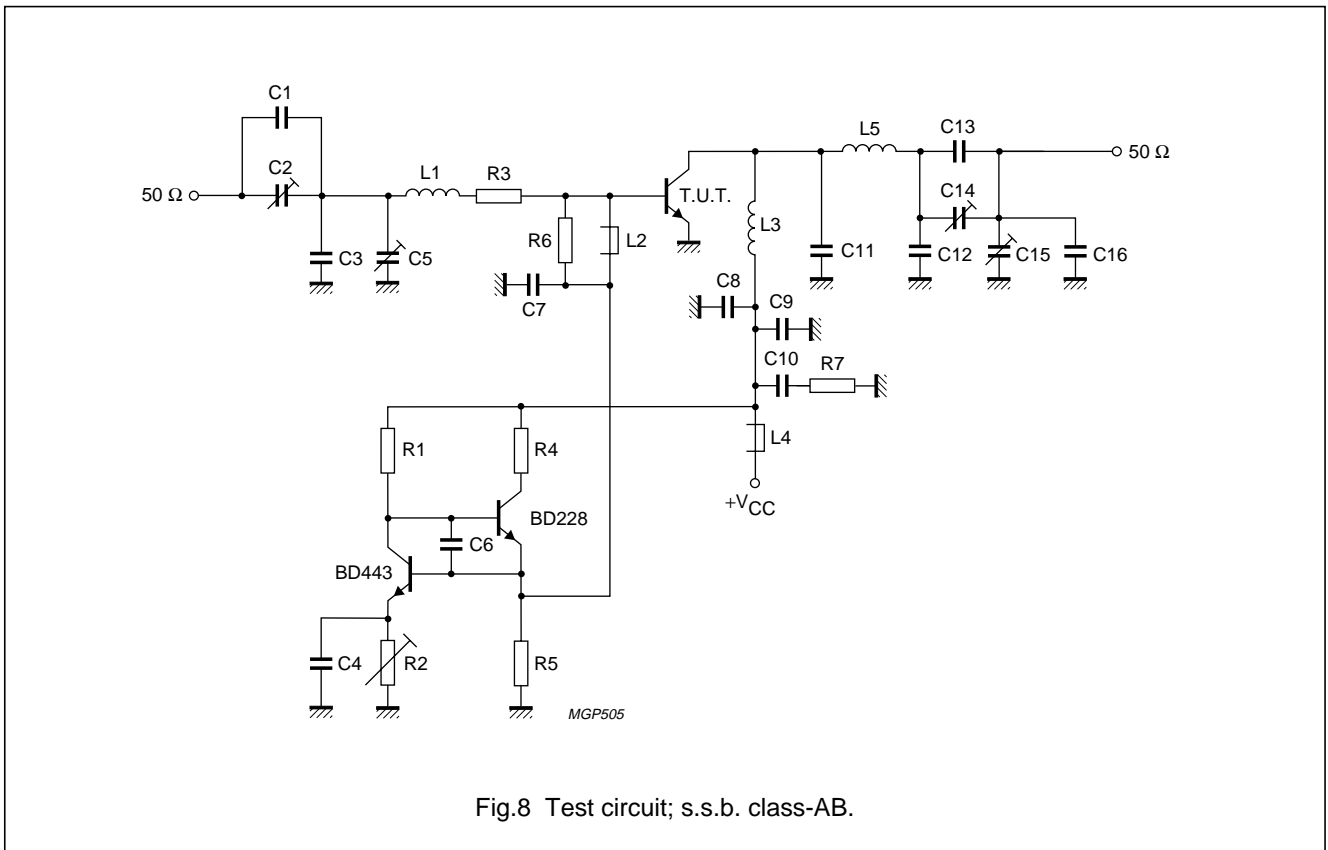 C1
C2
50 Ω
L1
R3
C3
C5
R6
L2
C7
T.U.T.
L3
L5
C13
50 Ω
C14
C11
C12
C15
C16
C8
C9
C10
R7
R1
R4
L4
+VCC
BD228
C6
BD443
C4
R2
R5
MGP505
Fig.8 Test circuit; s.s.b. class-AB.